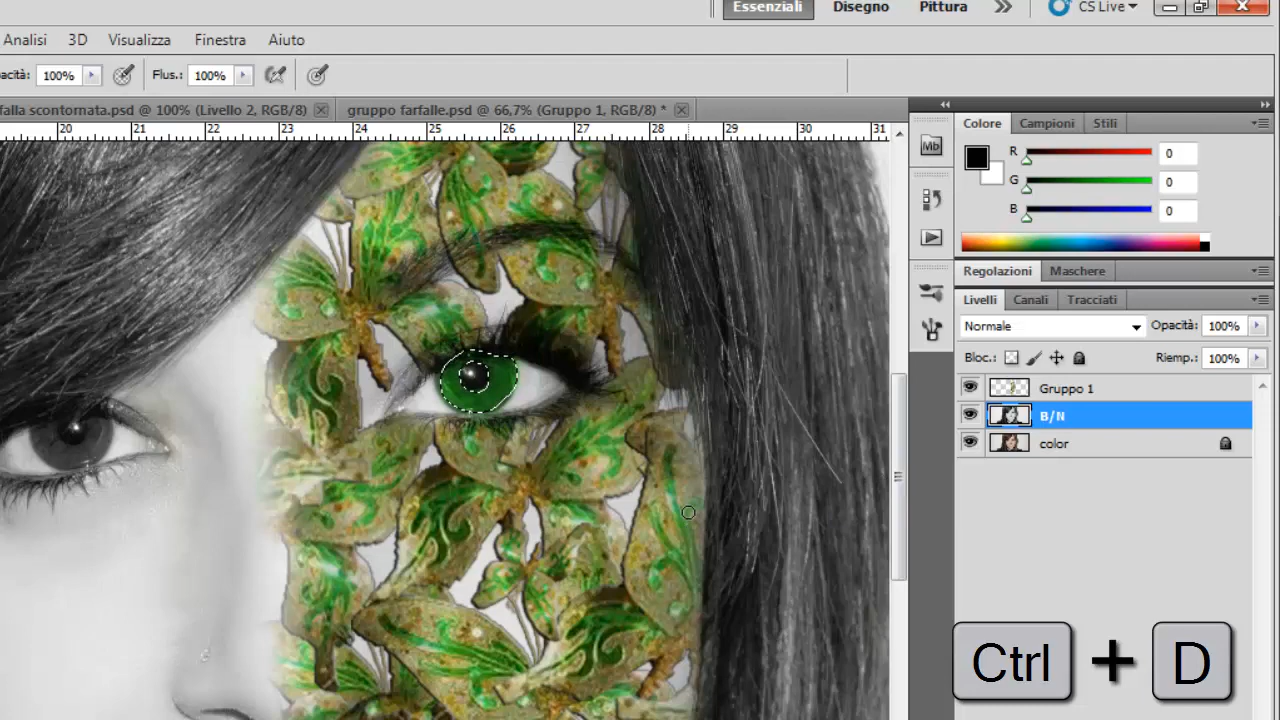 Essenziali Disegno Pittura CS Live
Analisi 3D Visualizza Finestra Aiuto
acità: 100% Flus.: 100%
falla scontornata.psd @ 100% (Livello 2, RGB/8) gruppo farfalle.psd @ 66,7% (Gruppo 1, RGB/8) *
20 21 22 23 24 25 26 27 28 29 30 31
Colore Campioni Stili
Mb
R 0
G 0
B 0
Regolazioni Maschere
Livelli Canali Tracciati
Normale Opacità: 100%
Bloc.: Riemp.: 100%
Gruppo 1
B/N
color
Ctrl + D